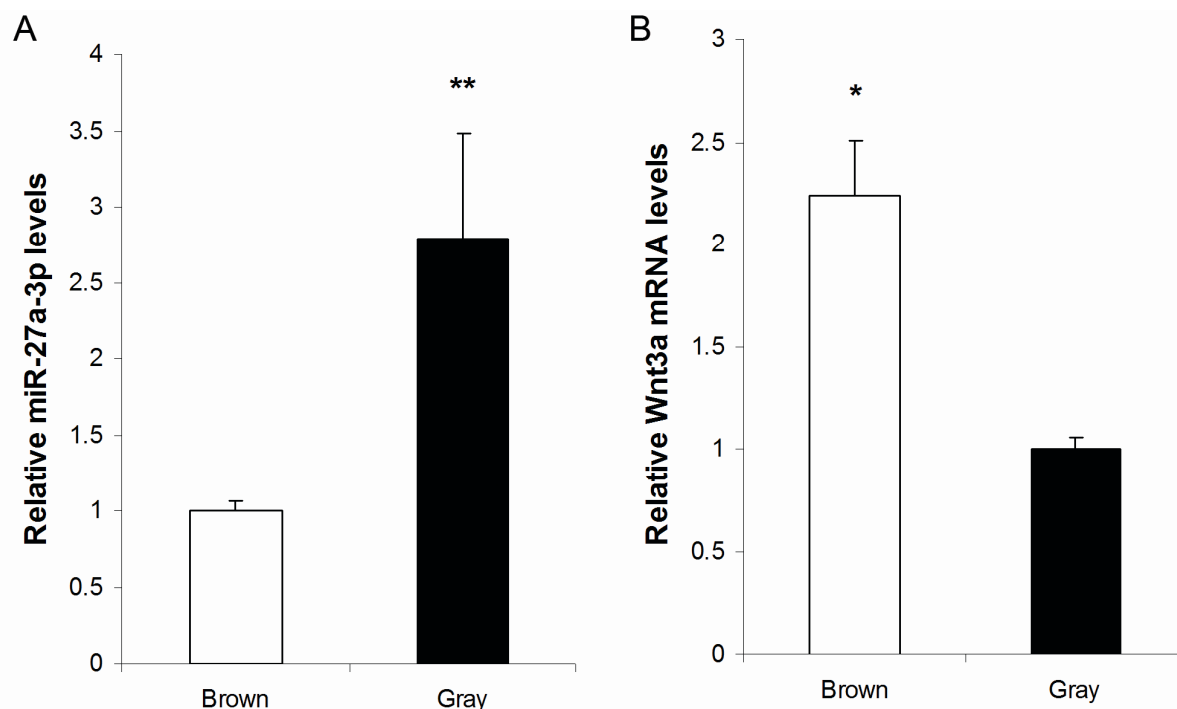 A
Relative miR-27a-3p levels
4
3.5
3
2.5
2
1.5
1
0.5
0
**
Brown
Gray
B
Relative Wnt3a mRNA levels
3
2.5
2
1.5
1
0.5
0
*
Brown
Gray